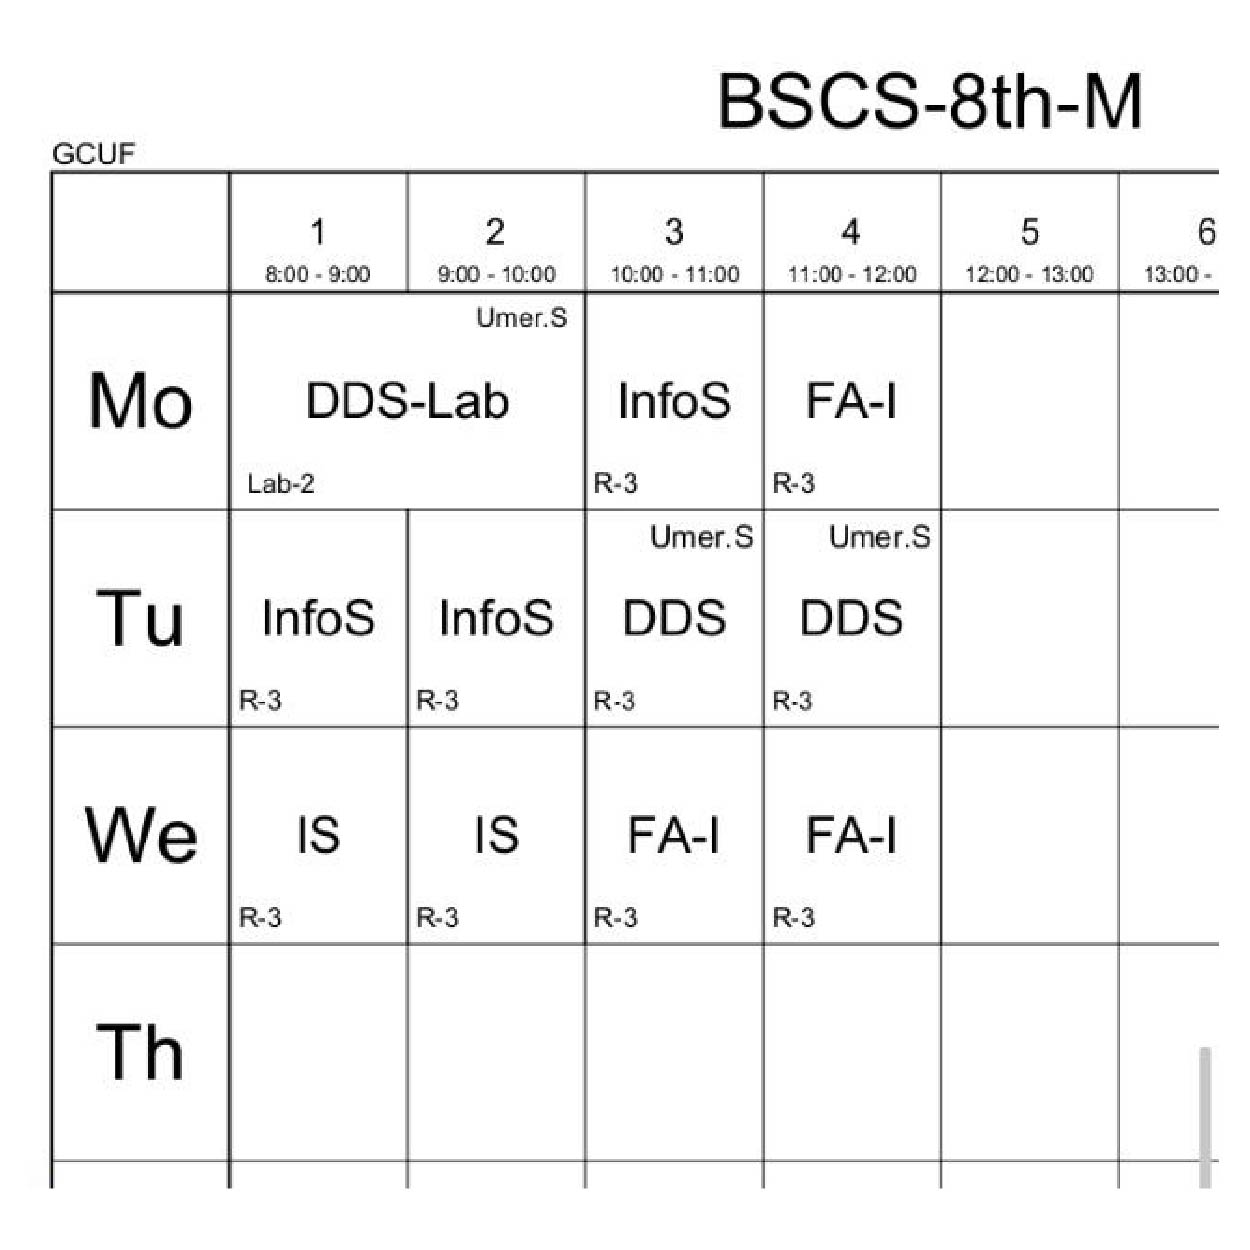 BSCS-8th-M
GCUF
1 2 3 4 5 6
8:00 - 9:00 9:00 - 10:00 10:00 - 11:00 11:00 - 12:00 12:00 - 13:00 13:00 -
Umer.S
Mo DDS-Lab InfoS FA-I
Lab-2 R-3 R-3
Umer.S Umer.S
Tu InfoS InfoS DDS DDS
R-3 R-3 R-3 R-3
We IS IS FA-I FA-I
R-3 R-3 R-3 R-3
Th